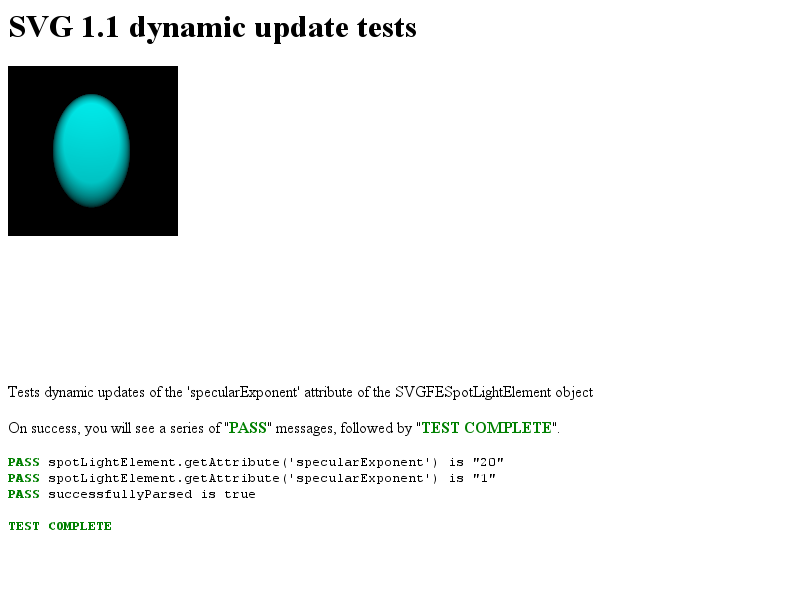 SVG 1.1 dynamic update tests
Tests dynamic updates of the 'specularExponent' attribute of the SVGFESpotLightElement object
On success, you will see a series of "PASS" messages, followed by "TEST COMPLETE".
PASS spotLightElement.getAttribute('specularExponent') is "20"
PASS spotLightElement.getAttribute('specularExponent') is "1"
PASS successfullyParsed is true
TEST COMPLETE